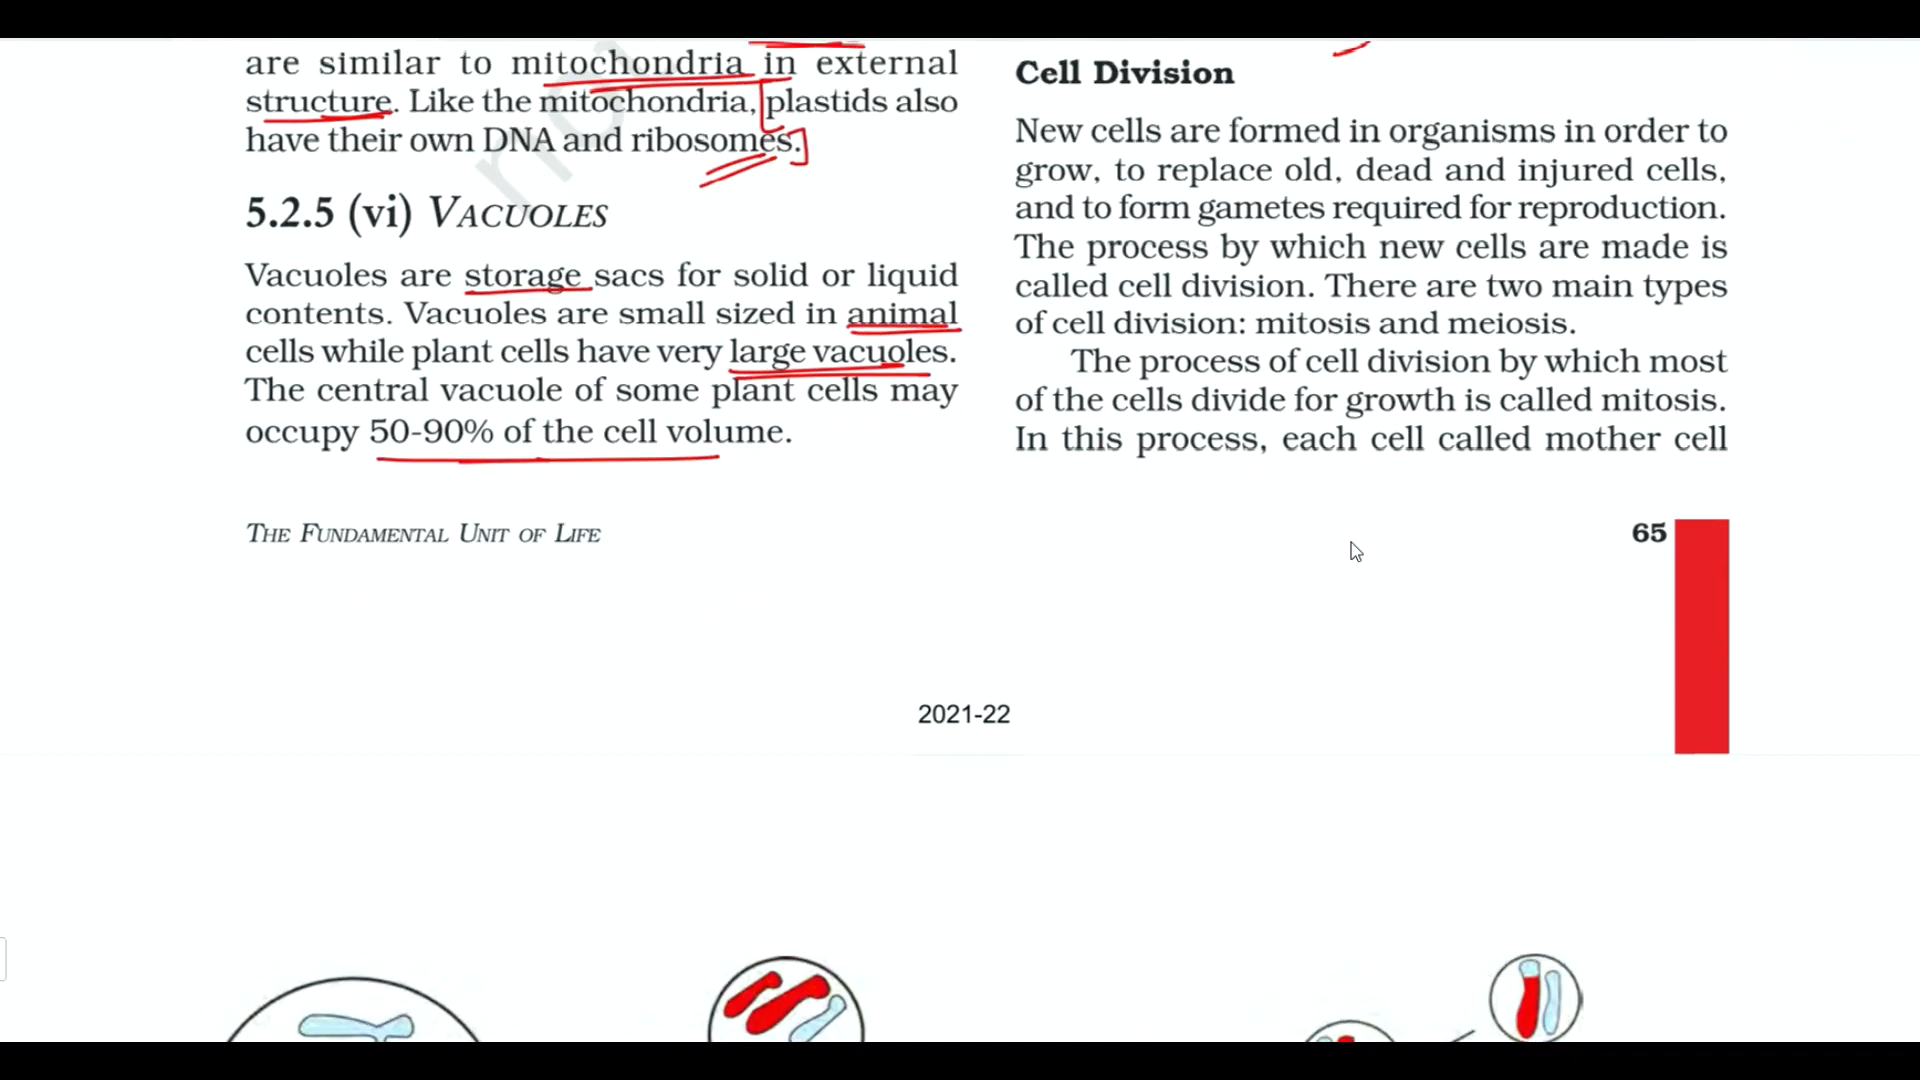 are similar to mitochondria in external
structure. Like the mitochondria, plastids also
have their own DNA and ribosomes.
5.2.5 (vi) VACUOLES
Vacuoles are storage sacs for solid or liquid
contents. Vacuoles are small sized in animal
cells while plant cells have very large vacuoles.
The central vacuole of some plant cells may
occupy 50-90% of the cell volume.
Cell Division
New cells are formed in organisms in order to
grow, to replace old, dead and injured cells,
and to form gametes required for reproduction.
The process by which new cells are made is
called cell division. There are two main types
of cell division: mitosis and meiosis.
The process of cell division by which most
of the cells divide for growth is called mitosis.
In this process, each cell called mother cell
THE FUNDAMENTAL UNIT OF LIFE
65
2021-22